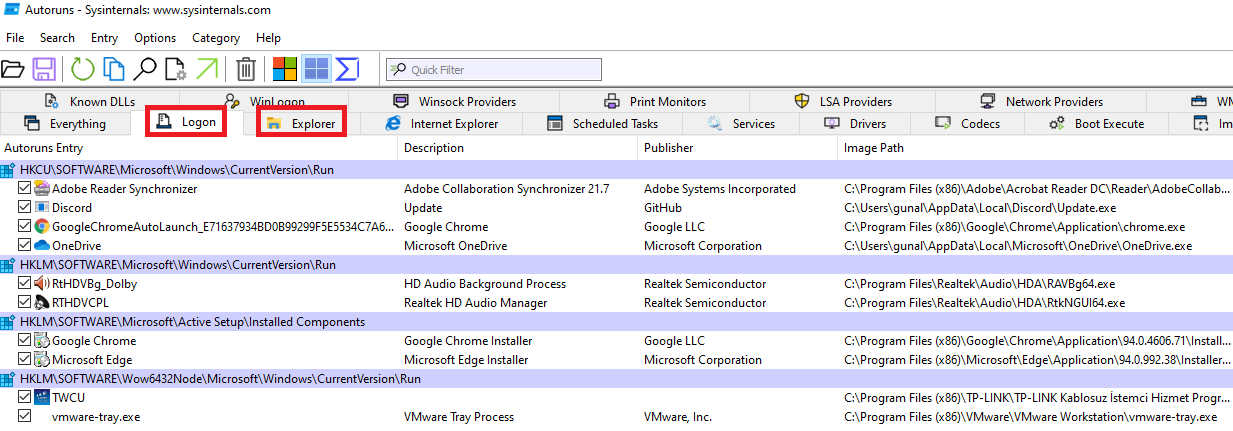 Autoruns - Sysinternals: www.sysinternals.com
File Search Entry Options Category Help
Quick Filter
Known DLLs WinLogon Winsock Providers Print Monitors LSA Providers Network Providers WM
Everything Logon Explorer Internet Explorer Scheduled Tasks Services Drivers Codecs Boot Execute Im
Autoruns Entry Description Publisher Image Path
HKCU\SOFTWARE\Microsoft\Windows\CurrentVersion\Run
Adobe Reader Synchronizer Adobe Collaboration Synchronizer 21.7 Adobe Systems Incorporated C:\Program Files (x86)\Adobe\Acrobat Reader DC\Reader\AdobeCollab...
Discord Update GitHub C:\Users\gunal\AppData\Local\Discord\Update.exe
GoogleChromeAutoLaunch_E71637934BD0B99299F5E5534C7A6... Google Chrome Google LLC C:\Program Files (x86)\Google\Chrome\Application\chrome.exe
OneDrive Microsoft OneDrive Microsoft Corporation C:\Users\gunal\AppData\Local\Microsoft\OneDrive\OneDrive.exe
HKLM\SOFTWARE\Microsoft\Windows\CurrentVersion\Run
RtHDVBg_Dolby HD Audio Background Process Realtek Semiconductor C:\Program Files\Realtek\Audio\HDA\RAVBg64.exe
RTHDVCPL Realtek HD Audio Manager Realtek Semiconductor C:\Program Files\Realtek\Audio\HDA\RtkNGUI64.exe
HKLM\SOFTWARE\Microsoft\Active Setup\Installed Components
Google Chrome Google Chrome Installer Google LLC C:\Program Files (x86)\Google\Chrome\Application\94.0.4606.71\Install...
Microsoft Edge Microsoft Edge Installer Microsoft Corporation C:\Program Files (x86)\Microsoft\Edge\Application\94.0.992.38\Installer...
HKLM\SOFTWARE\Wow6432Node\Microsoft\Windows\CurrentVersion\Run
TWCU C:\Program Files (x86)\TP-LINK\TP-LINK Kablosuz İstemci Hizmet Progr...
vmware-tray.exe VMware Tray Process VMware, Inc. C:\Program Files (x86)\VMware\VMware Workstation\vmware-tray.exe